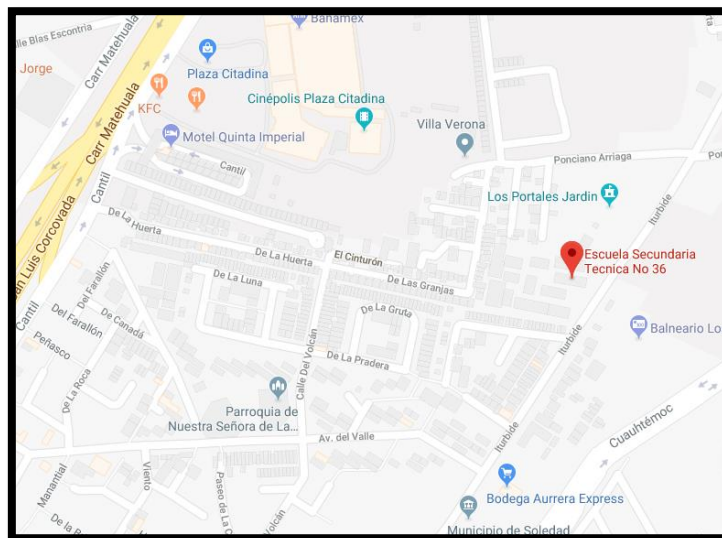 Banamex
Blas Escontría
Jorge
Carr Matehuala
Plaza Citadina
KFC
Cinépolis Plaza Citadina
Carr Matehuala
Motel Quinta Imperial
Villa Verona
Ponciano Arriaga
Cantil
Cantil
Los Portales Jardin
Iturbide
De La Huerta
De La Huerta
El Cinturón
Escuela Secundaria
Tecnica No 36
San Luis Corcovada
De La Luna
De Las Granjas
Cantil
Del Farallón
Del Farallón
De Canadá
De La Gruta
Balneario Lo
Iturbide
Peñasco
De La Roca
Calle Del Volcán
De La Pradera
Parroquia de
Nuestra Señora de La...
Av. del Valle
Iturbide
Cuauhtémoc
Manantial
Viento
Paseo de La C
Volcán
Bodega Aurrera Express
De la
Municipio de Soledad